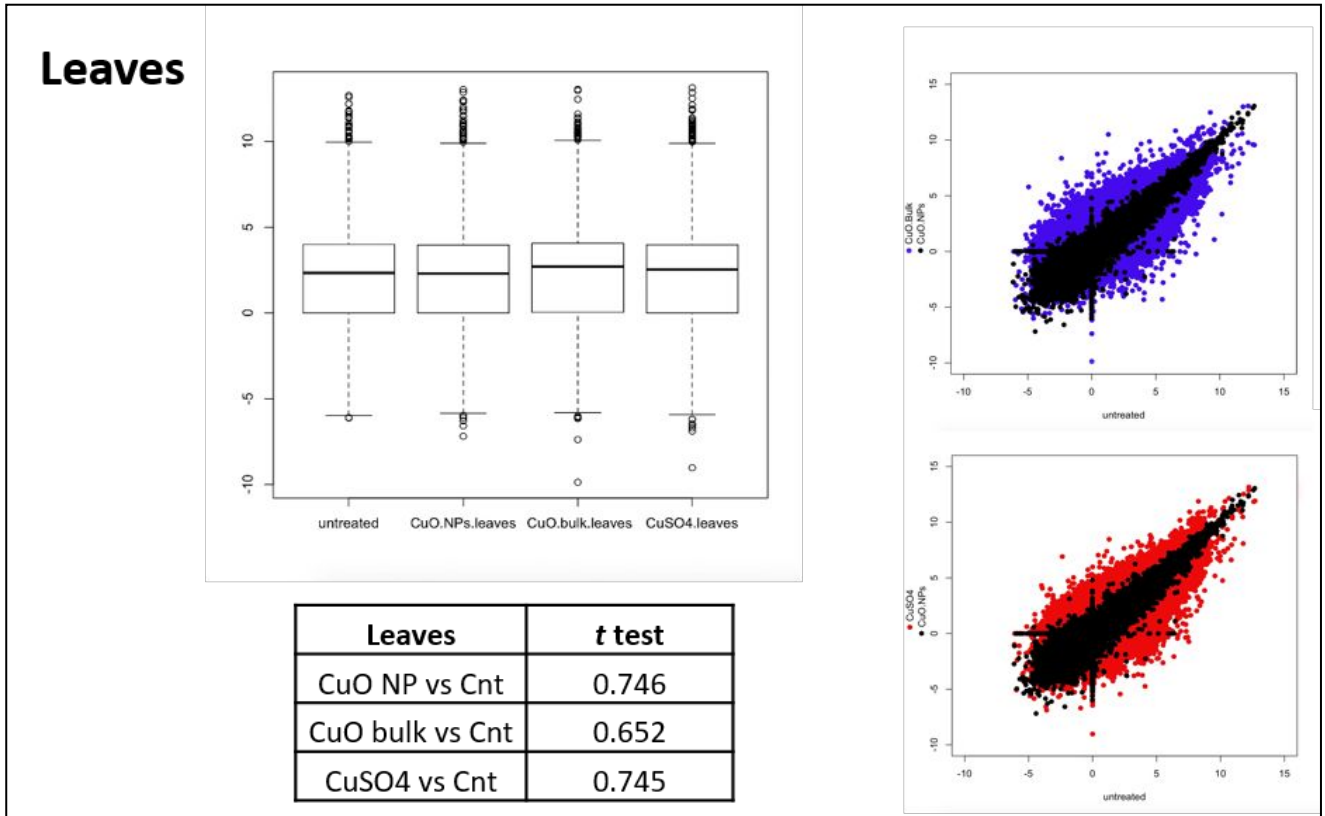 Leaves
10
5
0
-5
-10
untreated CuO.NPs.leaves CuO.bulk.leaves CuSO4.leaves
Leaves t test
CuO NP vs Cnt 0.746
CuO bulk vs Cnt 0.652
CuSO4 vs Cnt 0.745
CuO.Bulk
CuO.NPs
15
10
5
0
-5
-10
-10 -5 0 5 10 15
untreated
CuSO4
CuO.NPs
15
10
5
0
-5
-10
-10 -5 0 5 10 15
untreated